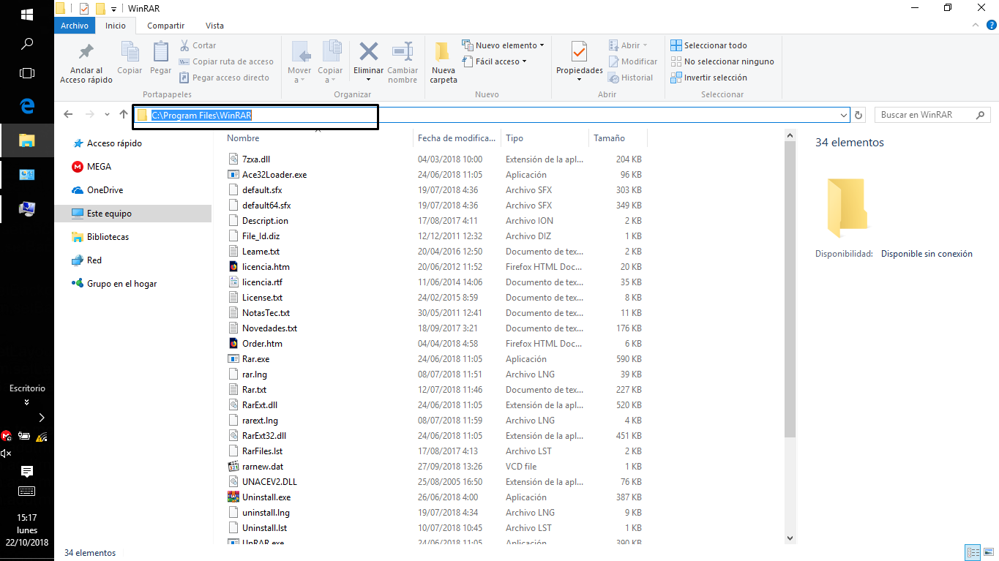 WinRAR
Archivo Inicio Compartir Vista
Anclar al Acceso rápido
Copiar
Pegar
Cortar
Copiar ruta de acceso
Pegar acceso directo
Portapapeles
Mover a
Copiar a
Eliminar
Cambiar nombre
Organizar
Nueva carpeta
Nuevo elemento
Fácil acceso
Nuevo
Propiedades
Abrir
Modificar
Historial
Abrir
Seleccionar todo
No seleccionar ninguno
Invertir selección
Seleccionar
C:\Program Files\WinRAR
Buscar en WinRAR
Acceso rápido
MEGA
OneDrive
Este equipo
Bibliotecas
Red
Grupo en el hogar
Nombre Fecha de modifica... Tipo Tamaño
7zxa.dll 04/03/2018 10:00 Extensión de la apl... 204 KB
Ace32Loader.exe 24/06/2018 11:05 Aplicación 96 KB
default.sfx 19/07/2018 4:36 Archivo SFX 303 KB
default64.sfx 19/07/2018 4:36 Archivo SFX 349 KB
Descript.ion 17/08/2017 4:11 Archivo ION 2 KB
File_Id.diz 12/12/2011 12:32 Archivo DIZ 1 KB
Leame.txt 20/04/2016 12:50 Documento de tex... 2 KB
licencia.htm 20/06/2012 11:52 Firefox HTML Doc... 20 KB
licencia.rtf 11/06/2014 14:06 Documento de tex... 35 KB
License.txt 24/02/2015 8:59 Documento de tex... 8 KB
NotasTec.txt 30/05/2011 12:41 Documento de tex... 11 KB
Novedades.txt 18/09/2017 3:21 Documento de tex... 176 KB
Order.htm 04/04/2018 4:58 Firefox HTML Doc... 6 KB
Rar.exe 24/06/2018 11:05 Aplicación 590 KB
rar.lng 08/07/2018 11:51 Archivo LNG 39 KB
Rar.txt 12/07/2018 11:46 Documento de tex... 227 KB
RarExt.dll 24/06/2018 11:05 Extensión de la apl... 520 KB
rarext.lng 08/07/2018 11:59 Archivo LNG 4 KB
RarExt32.dll 24/06/2018 11:05 Extensión de la apl... 451 KB
RarFiles.lst 17/08/2017 4:13 Archivo LST 2 KB
rarnew.dat 27/09/2018 13:26 VCD file 1 KB
UNACEV2.DLL 25/08/2005 16:50 Extensión de la apl... 76 KB
Uninstall.exe 26/06/2018 4:00 Aplicación 387 KB
uninstall.lng 19/07/2018 4:34 Archivo LNG 9 KB
Uninstall.lst 10/07/2018 10:45 Archivo LST 1 KB
UnRAR.exe 24/06/2018 11:05 Aplicación 390 KB
34 elementos
Disponibilidad: Disponible sin conexión
34 elementos
Escritorio
15:17
lunes
22/10/2018